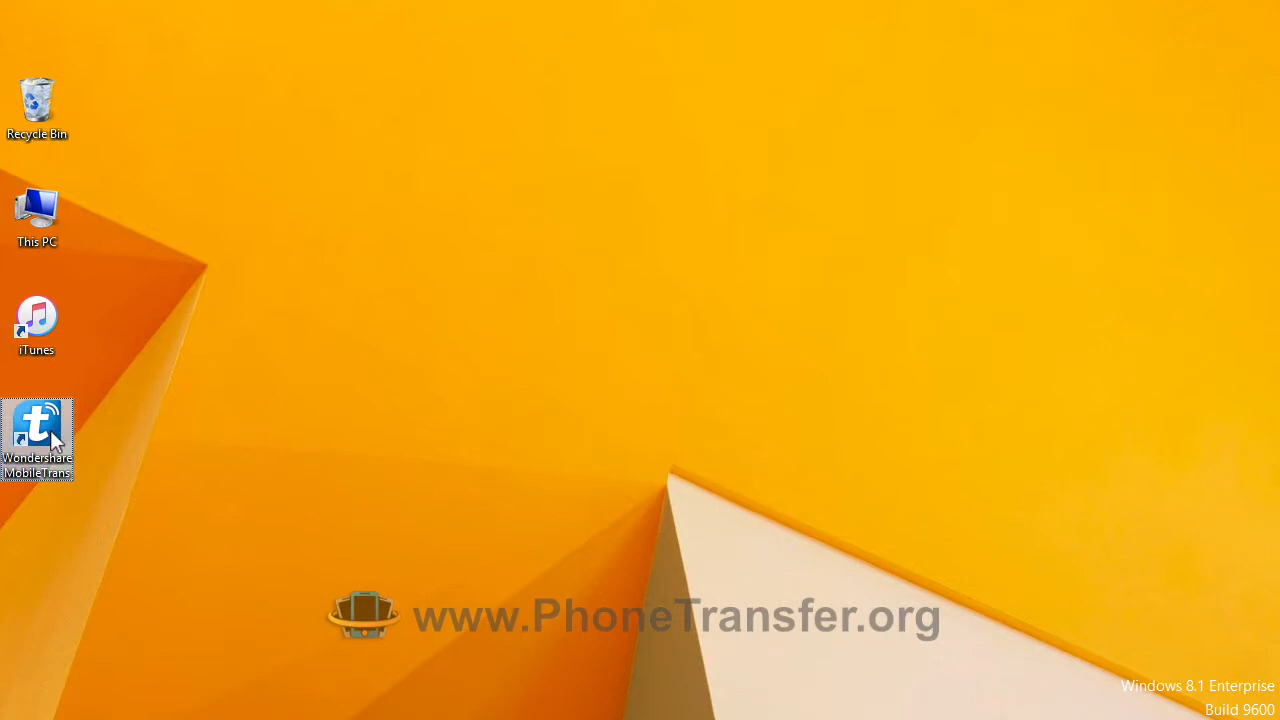 Recycle Bin
This PC
iTunes
Wondershare
MobileTrans
www.PhoneTransfer.org
Windows 8.1 Enterprise
Build 9600